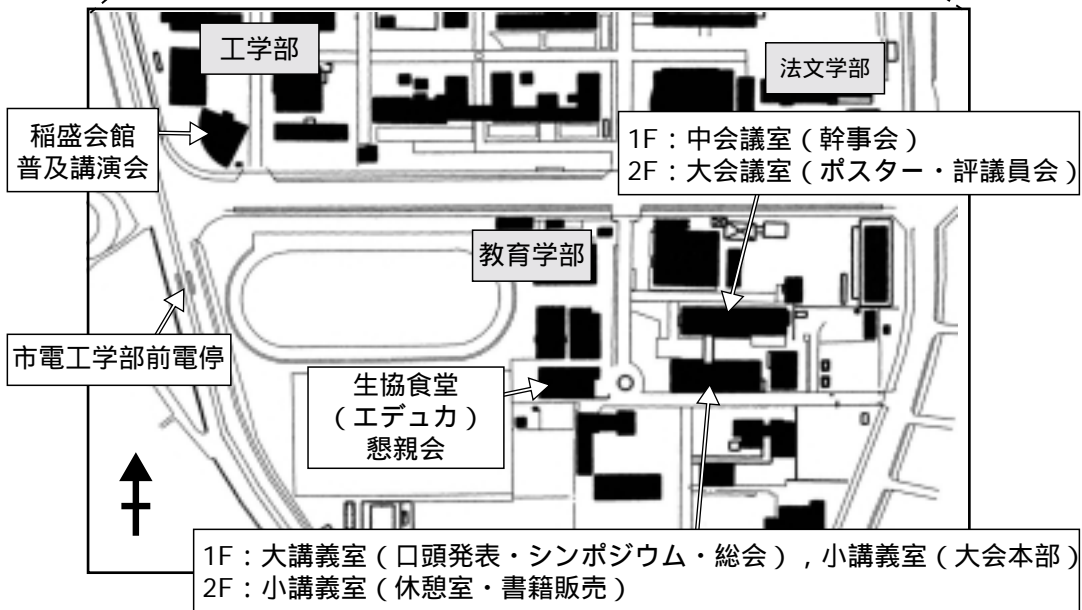 工学部
法文学部
稲盛会館
普及講演会
1F：中会議室（幹事会）
2F：大会議室（ポスター・評議員会）
教育学部
市電工学部前電停
生協食堂
（エデュカ）
懇親会
1F：大講義室（口頭発表・シンポジウム・総会）, 小講義室（大会本部）
2F：小講義室（休憩室・書籍販売）